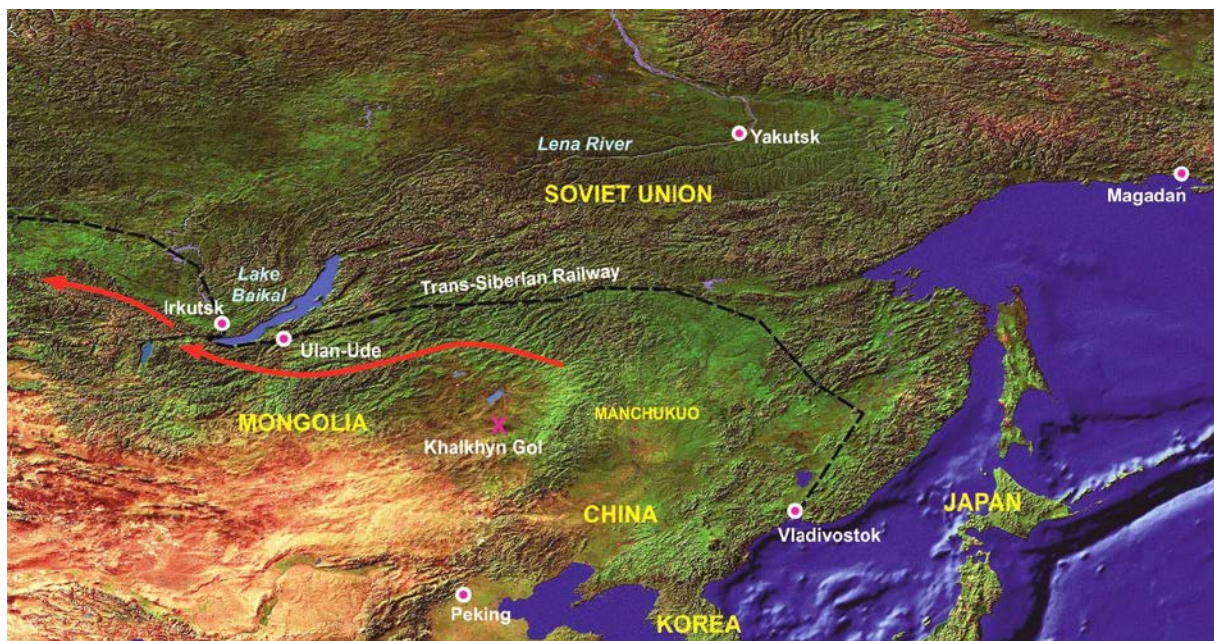 Lena River
Yakutsk
SOVIET UNION
Magadan
Lake
Baikal
Trans-Siberian Railway
Irkutsk
Ulan-Ude
MONGOLIA
MANCHUKUO
X
Khalkhyn Gol
CHINA
JAPAN
Vladivostok
Peking
KOREA